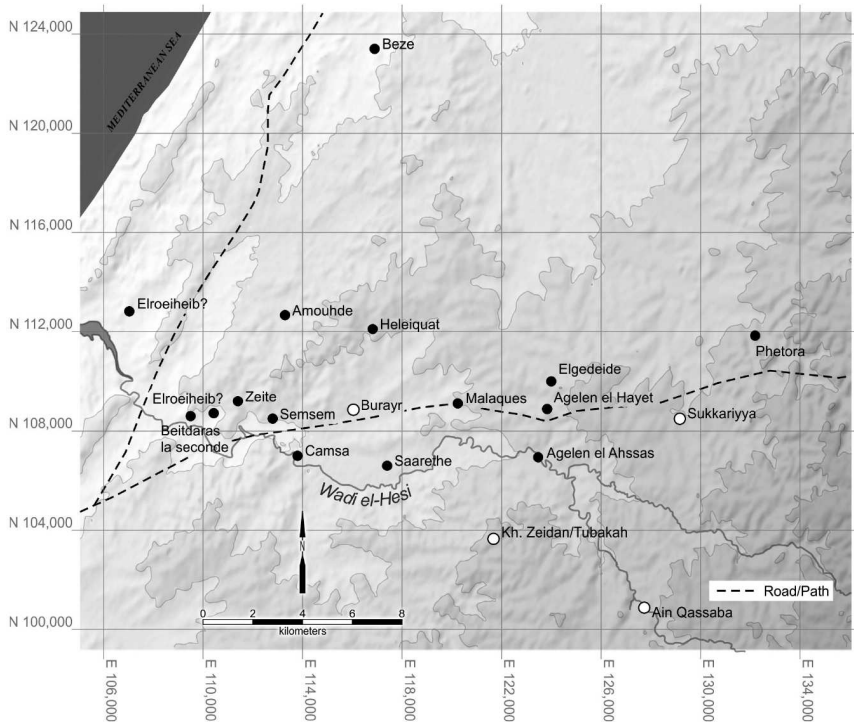 N 124,000
Beze
MEDITERRANEAN SEA
N 120,000
N 116,000
Elroeiheib?
Amouhde
N 112,000
Heleiquat
Phetora
Elgedeide
Elroeiheib?
Zeite
Burayr
Malaques
Agelen el Hayet
Semsem
Sukkariyya
N 108,000
Beitdaras
la seconde
Camsa
Saarethe
Agelen el Ahssas
Wadi el-Hesi
N 104,000
Kh. Zeidan/Tubakah
N
Road/Path
0 2 4 6 8
kilometers
Ain Qassaba
N 100,000
E 106,000
E 110,000
E 114,000
E 118,000
E 122,000
E 126,000
E 130,000
E 134,000